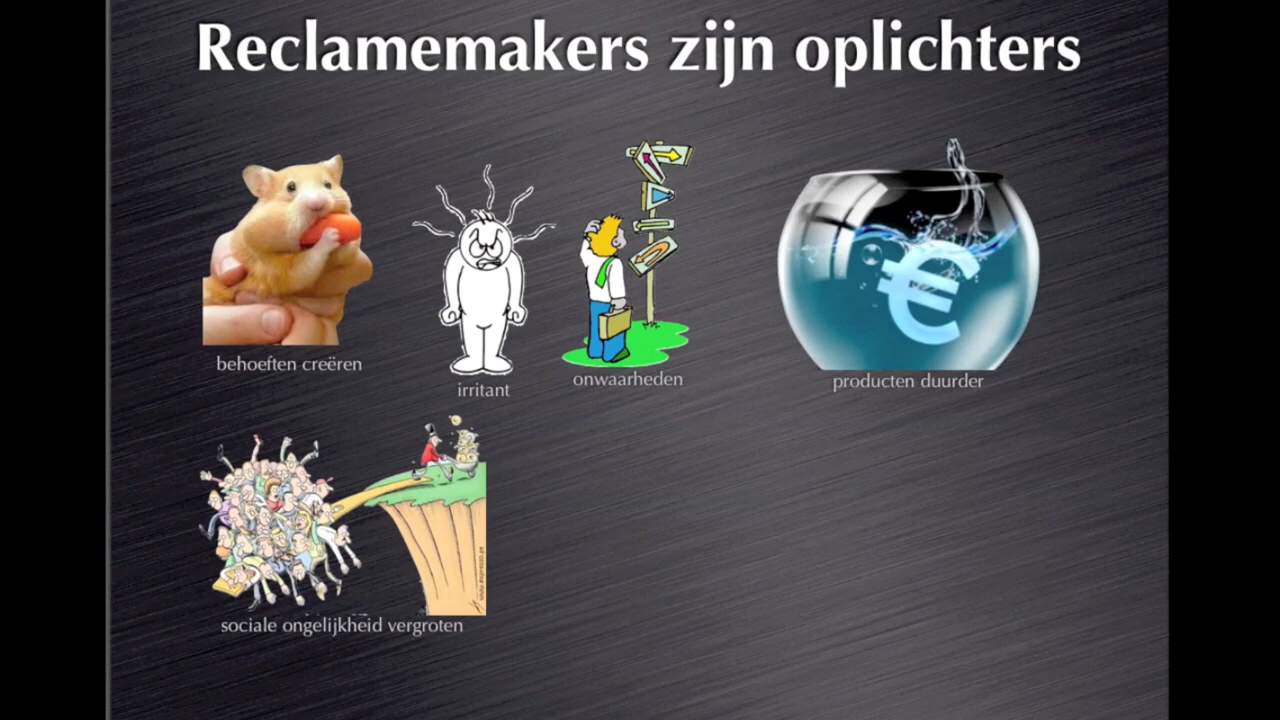 Reclamemakers zijn oplichters
behoeften creëren
irritant
onwaarheden
producten duurder
sociale ongelijkheid vergroten